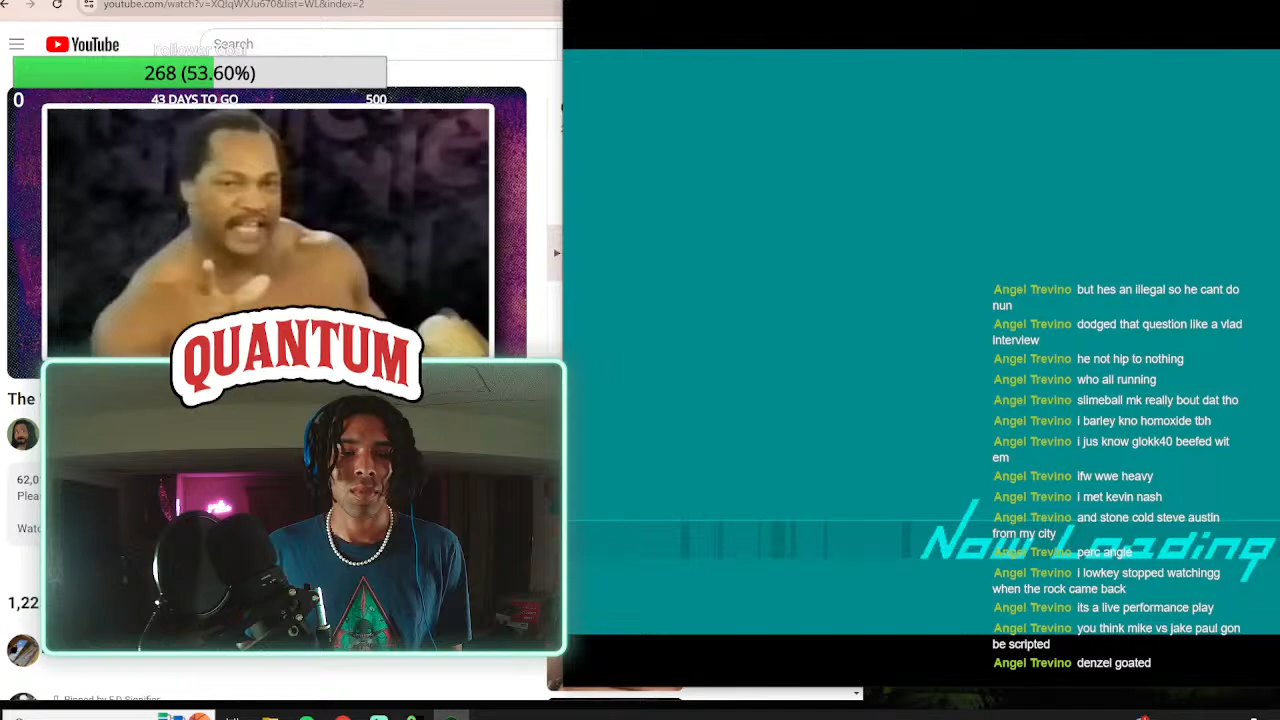 youtube.com/watch?v=XQIqWXJu670&list=WL&index=2
YouTube
Search
268 (53.60%)
0
43 DAYS TO GO
500
QUANTUM
The
62,0
Plea
Wat
1,22
Now Loading
Angel Trevino but hes an illegal so he cant do
nun
Angel Trevino dodged that question like a vlad
interview
Angel Trevino he not hip to nothing
Angel Trevino who all running
Angel Trevino slimeball mk really bout dat tho
Angel Trevino i barley kno homoxide tbh
Angel Trevino i jus know glokk40 beefed wit
em
Angel Trevino ifw wwe heavy
Angel Trevino i met kevin nash
Angel Trevino and stone cold steve austin
from my city
Angel Trevino perc angle
Angel Trevino i lowkey stopped watchingg
when the rock came back
Angel Trevino its a live performance play
Angel Trevino you think mike vs jake paul gon
be scripted
Angel Trevino denzel goated